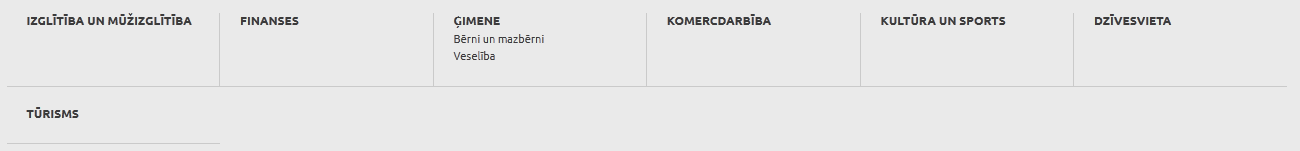 IZGLĪTĪBA UN MŪŽIZGLĪTĪBA
FINANSES
ĢIMENE
Bērni un mazbērni
Veselība
KOMERCDARBĪBA
KULTŪRA UN SPORTS
DZĪVESVIETA
TŪRISMS